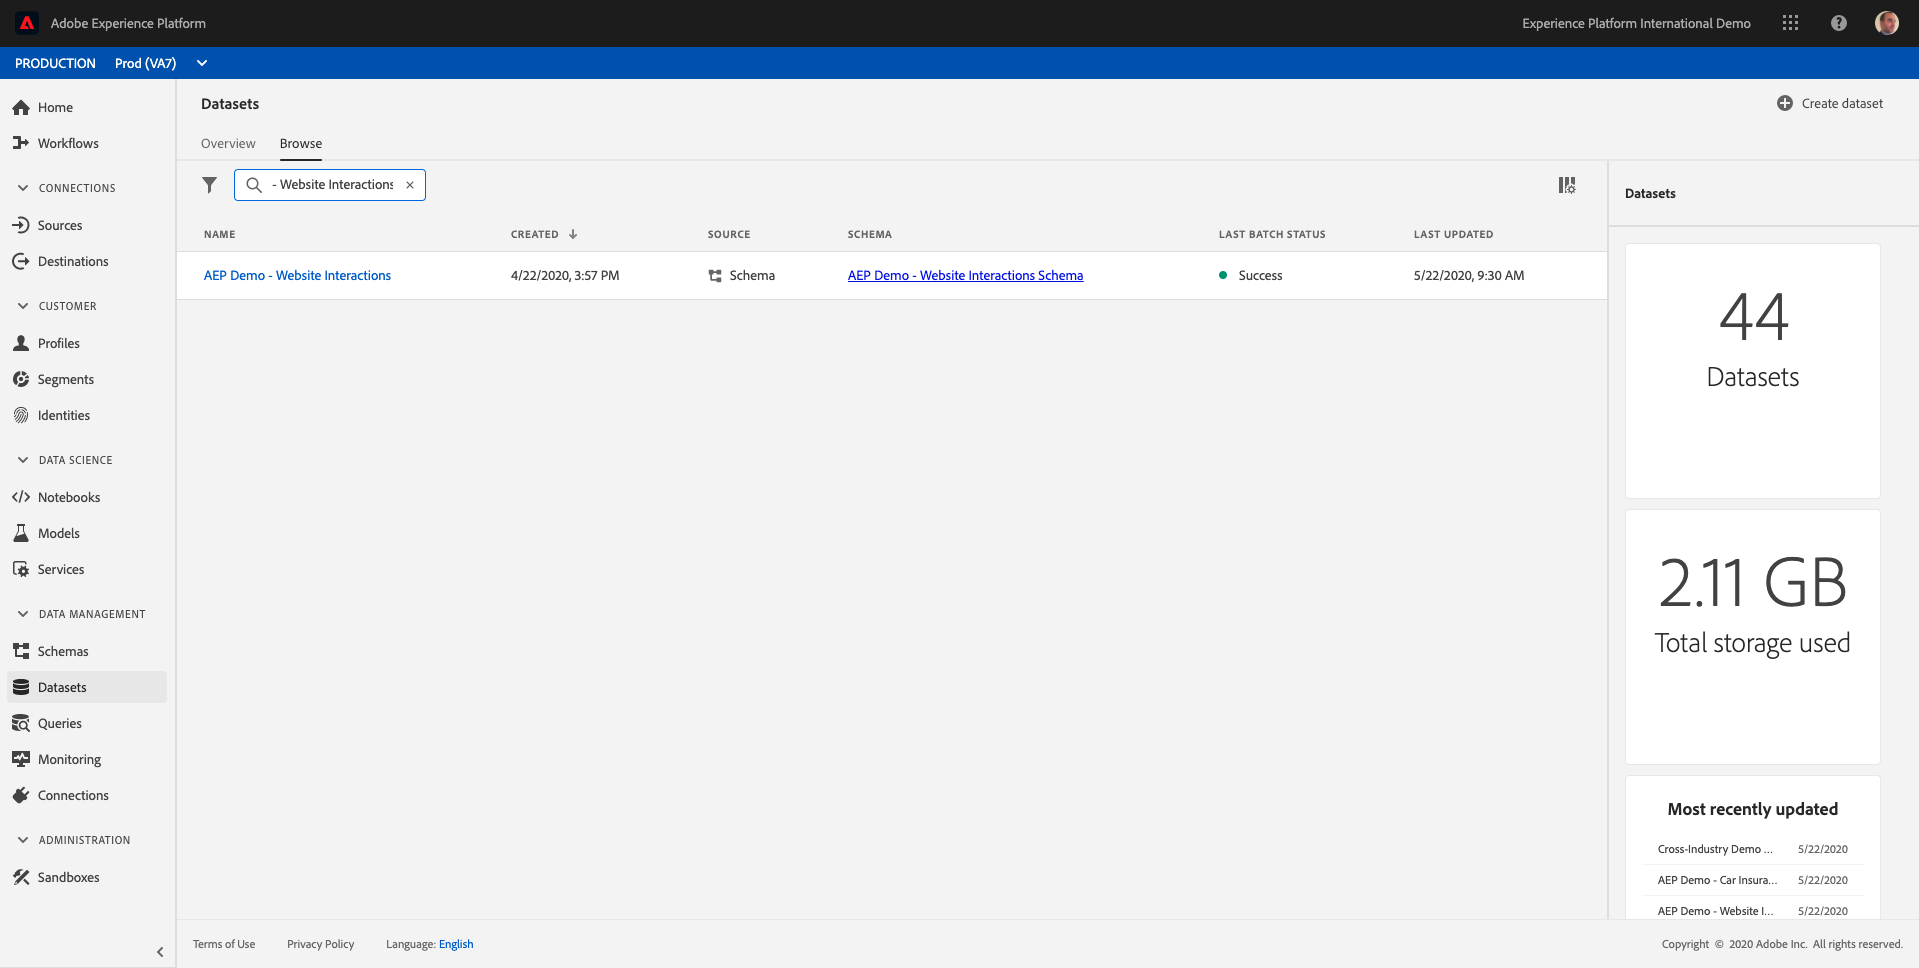 Adobe Experience Platform
Experience Platform International Demo
PRODUCTION Prod (VA7)
Home
Workflows
CONNECTIONS
Sources
Destinations
CUSTOMER
Profiles
Segments
Identities
DATA SCIENCE
Notebooks
Models
Services
DATA MANAGEMENT
Schemas
Datasets
Queries
Monitoring
Connections
ADMINISTRATION
Sandboxes
Datasets
Create dataset
Overview Browse
- Website Interactions
NAME CREATED SOURCE SCHEMA LAST BATCH STATUS LAST UPDATED
AEP Demo - Website Interactions 4/22/2020, 3:57 PM Schema AEP Demo - Website Interactions Schema Success 5/22/2020, 9:30 AM
Datasets
44
Datasets
2.11 GB
Total storage used
Most recently updated
Cross-Industry Demo ... 5/22/2020
AEP Demo - Car Insura... 5/22/2020
AEP Demo - Website I... 5/22/2020
Terms of Use Privacy Policy Language: English
Copyright © 2020 Adobe Inc. All rights reserved.